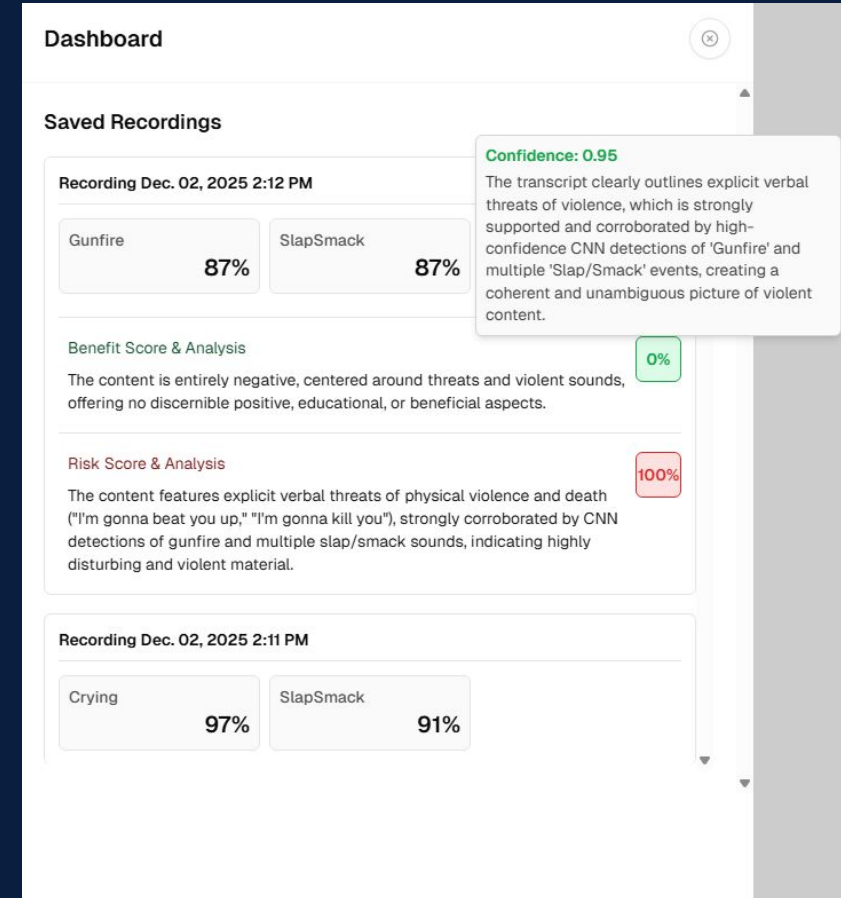 Dashboard
Saved Recordings
Recording Dec. 02, 2025 2:12 PM
Gunfire
87%
SlapSmack
87%
Confidence: 0.95
The transcript clearly outlines explicit verbal
threats of violence, which is strongly
supported and corroborated by high-
confidence CNN detections of 'Gunfire' and
multiple 'Slap/Smack' events, creating a
coherent and unambiguous picture of violent
content.
Benefit Score & Analysis
0%
The content is entirely negative, centered around threats and violent sounds,
offering no discernible positive, educational, or beneficial aspects.
Risk Score & Analysis
100%
The content features explicit verbal threats of physical violence and death
("I'm gonna beat you up," "I'm gonna kill you"), strongly corroborated by CNN
detections of gunfire and multiple slap/smack sounds, indicating highly
disturbing and violent material.
Recording Dec. 02, 2025 2:11 PM
Crying
97%
SlapSmack
91%